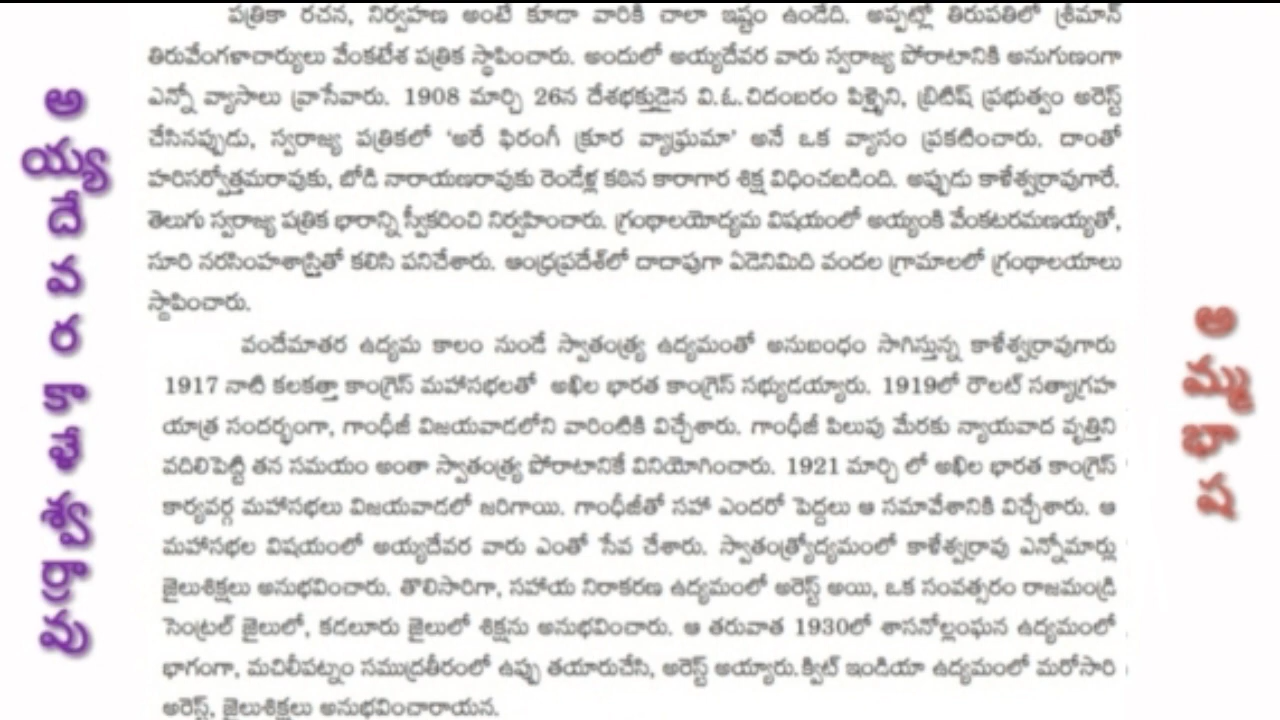 పత్రికా రచన, నిర్వహణ అంటే కూడా వారికి చాలా ఇష్టం ఉండేది. అప్పట్లో తిరుపతిలో శ్రీమాన్
తిరువేంగళాచార్యులు వేంకటేశ పత్రిక స్థాపించారు. అందులో అయ్యదేవర వారు స్వరాజ్య పోరాటానికి అనుగుణంగా
ఎన్నో వ్యాసాలు వ్రాసేవారు. 1908 మార్చి 26న దేశభక్తుడైన వి.ఓ.చిదంబరం పిళ్ళైని, బ్రిటిష్ ప్రభుత్వం అరెస్ట్
చేసినప్పుడు, స్వరాజ్య పత్రికలో 'అరే ఫిరంగీ క్రూర వ్యాఘ్రమా' అనే ఒక వ్యాసం ప్రకటించారు. దాంతో
హరిసర్వోత్తమరావుకు, బోడి నారాయణరావుకు రెండేళ్ల కఠిన కారాగార శిక్ష విధించబడింది. అప్పుడు కాళేశ్వరరావుగారే.
తెలుగు స్వరాజ్య పత్రిక భారాన్ని స్వీకరించి నిర్వహించారు. గ్రంథాలయోద్యమ విషయంలో అయ్యంకి వేంకటరమణయ్యతో,
సూరి నరసింహశాస్త్రితో కలిసి పనిచేశారు. ఆంధ్రప్రదేశ్‌లో దాదాపుగా ఏడెనిమిది వందల గ్రామాలలో గ్రంథాలయాలు
స్థాపించారు.
వందేమాతర ఉద్యమ కాలం నుండే స్వాతంత్ర్య ఉద్యమంతో అనుబంధం సాగిస్తున్న కాళేశ్వరరావుగారు
1917 నాటి కలకత్తా కాంగ్రెస్ మహాసభలతో అఖిల భారత కాంగ్రెస్ సభ్యుడయ్యారు. 1919లో రౌలట్ సత్యాగ్రహ
యాత్ర సందర్భంగా, గాంధీజీ విజయవాడలోని వారింటికి విచ్చేశారు. గాంధీజీ పిలుపు మేరకు న్యాయవాద వృత్తిని
వదిలిపెట్టి తన సమయం అంతా స్వాతంత్ర్య పోరాటానికే వినియోగించారు. 1921 మార్చి లో అఖిల భారత కాంగ్రెస్
కార్యవర్గ మహాసభలు విజయవాడలో జరిగాయి. గాంధీజీతో సహా ఎందరో పెద్దలు ఆ సమావేశానికి విచ్చేశారు. ఆ
మహాసభల విషయంలో అయ్యదేవర వారు ఎంతో సేవ చేశారు. స్వాతంత్ర్యోద్యమంలో కాళేశ్వరరావు ఎన్నోమార్లు
జైలుశిక్షలు అనుభవించారు. తొలిసారిగా, సహాయ నిరాకరణ ఉద్యమంలో అరెస్ట్ అయి, ఒక సంవత్సరం రాజమండ్రి
సెంట్రల్ జైలులో, కడలూరు జైలులో శిక్షను అనుభవించారు. ఆ తరువాత 1930లో శాసనోల్లంఘన ఉద్యమంలో
భాగంగా, మచిలీపట్నం సముద్రతీరంలో ఉప్పు తయారుచేసి, అరెస్ట్ అయ్యారు.క్విట్ ఇండియా ఉద్యమంలో మరోసారి
అరెస్ట్, జైలుశిక్షలు అనుభవించారాయన.
అయ్యదేవర కాళేశ్వర్రావు
అమ్మభావ